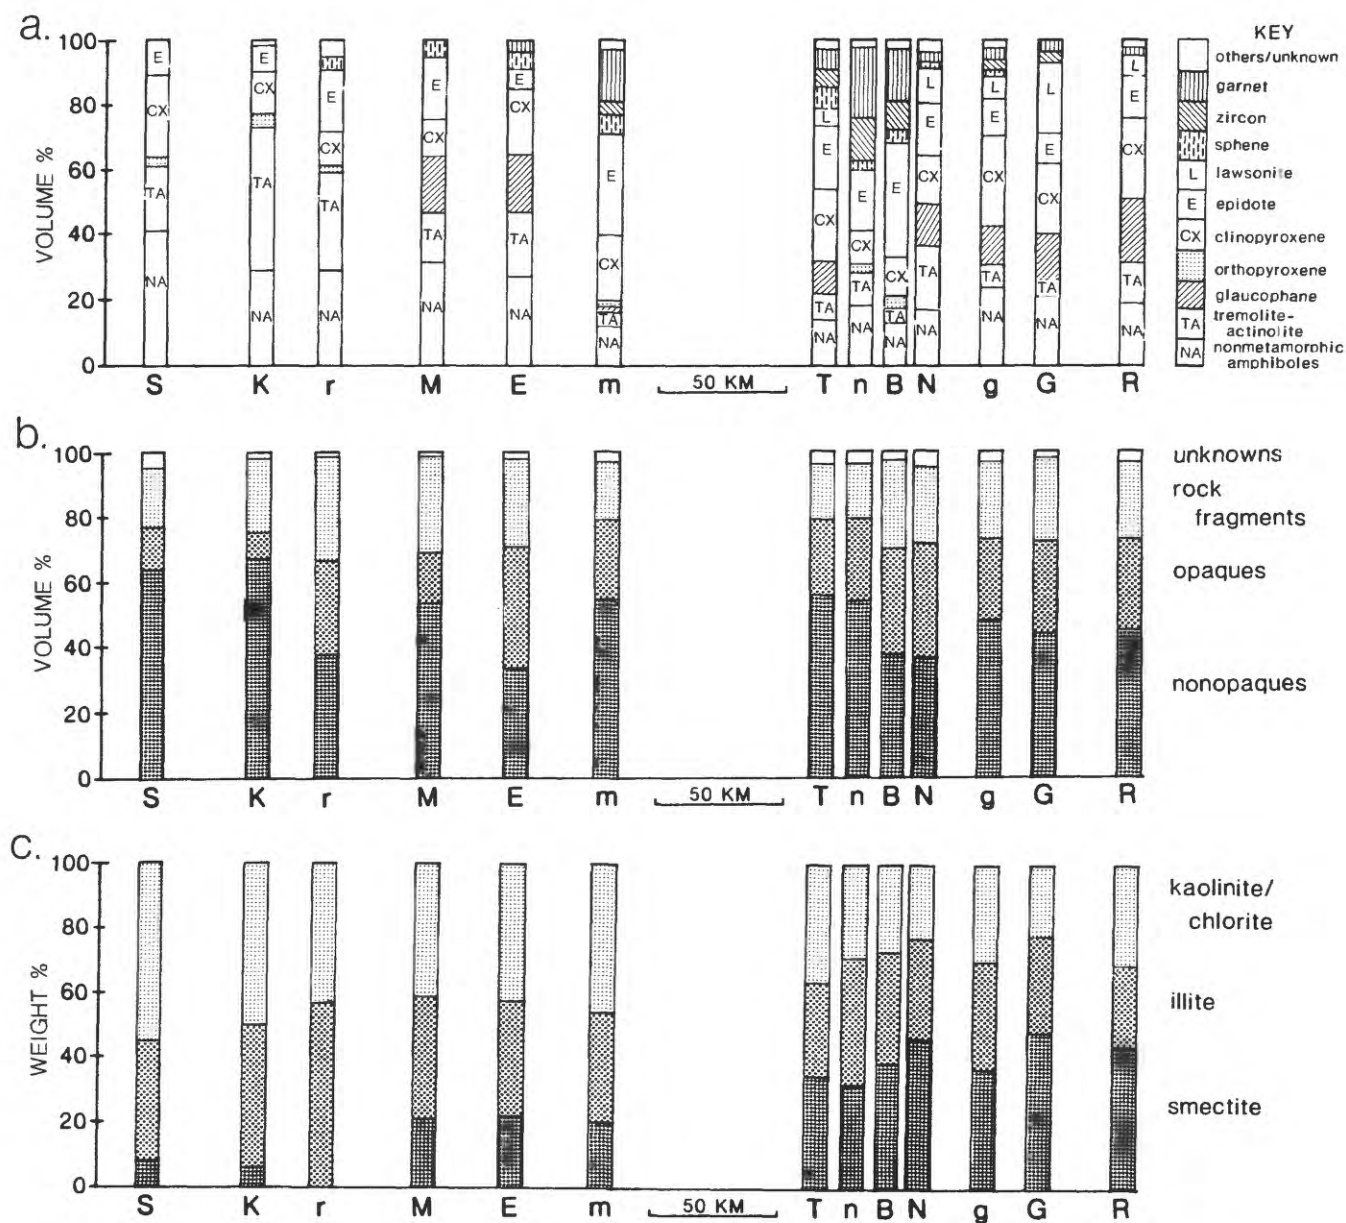 a.
VOLUME %
100
80
60
40
20
0
E
CX
TA
NA
E
CX
TA
NA
E
CX
TA
NA
E
CX
TA
NA
E
CX
TA
NA
E
CX
TA
NA
L
E
CX
TA
NA
E
CX
TA
NA
E
CX
TA
NA
L
E
CX
TA
NA
L
E
CX
TA
NA
L
E
CX
TA
NA
L
E
CX
TA
NA
S K r M E m 50 KM T n B N g G R
KEY
others/unknown
garnet
zircon
sphene
L lawsonite
E epidote
CX clinopyroxene
orthopyroxene
glaucophane
TA tremolite-
actinolite
NA nonmetamorphic
amphiboles
b.
VOLUME %
100
80
60
40
20
0
unknowns
rock
fragments
opaques
nonopaques
S K r M E m 50 KM T n B N g G R
c.
WEIGHT %
100
80
60
40
20
0
kaolinite/
chlorite
illite
smectite
S K r M E m 50 KM T n B N g G R